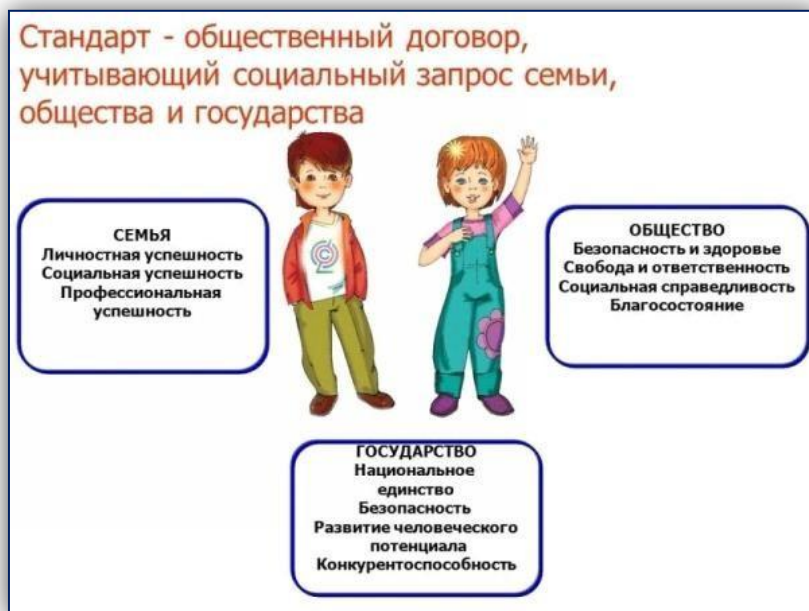 Стандарт - общественный договор,
учитывающий социальный запрос семьи,
общества и государства
СЕМЬЯ
Личностная успешность
Социальная успешность
Профессиональная
успешность
ОБЩЕСТВО
Безопасность и здоровье
Свобода и ответственность
Социальная справедливость
Благосостояние
ГОСУДАРСТВО
Национальное
единство
Безопасность
Развитие человеческого
потенциала
Конкурентоспособность